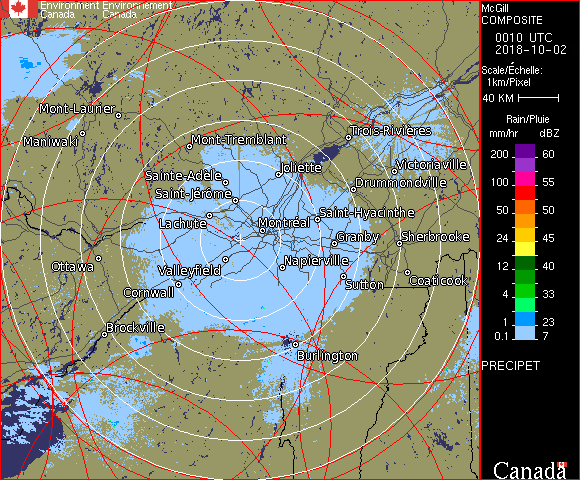 Environment Environnement
Canada Canada
McGill
COMPOSITE
0010 UTC
2018-10-02
Scale/Échelle:
1km/Pixel
40 KM
Rain/Pluie
mm/hr dBZ
200 60
100 55
50 50
50 45
24 40
12 40
4 33
1 23
0.1 7
PRECIPET
Canada
Mont-Laurier
Maniwaki
Mont-Tremblant
Trois-Rivières
Joliette
Victoriaville
Sainte-Adèle
Drummondville
Saint-Jérôme
Saint-Hyacinthe
Lachute
Montréal
Granby
Sherbrooke
Ottawa
Valleyfield
Napierville
Sutton
Coaticook
Cornwall
Brockville
Burlington